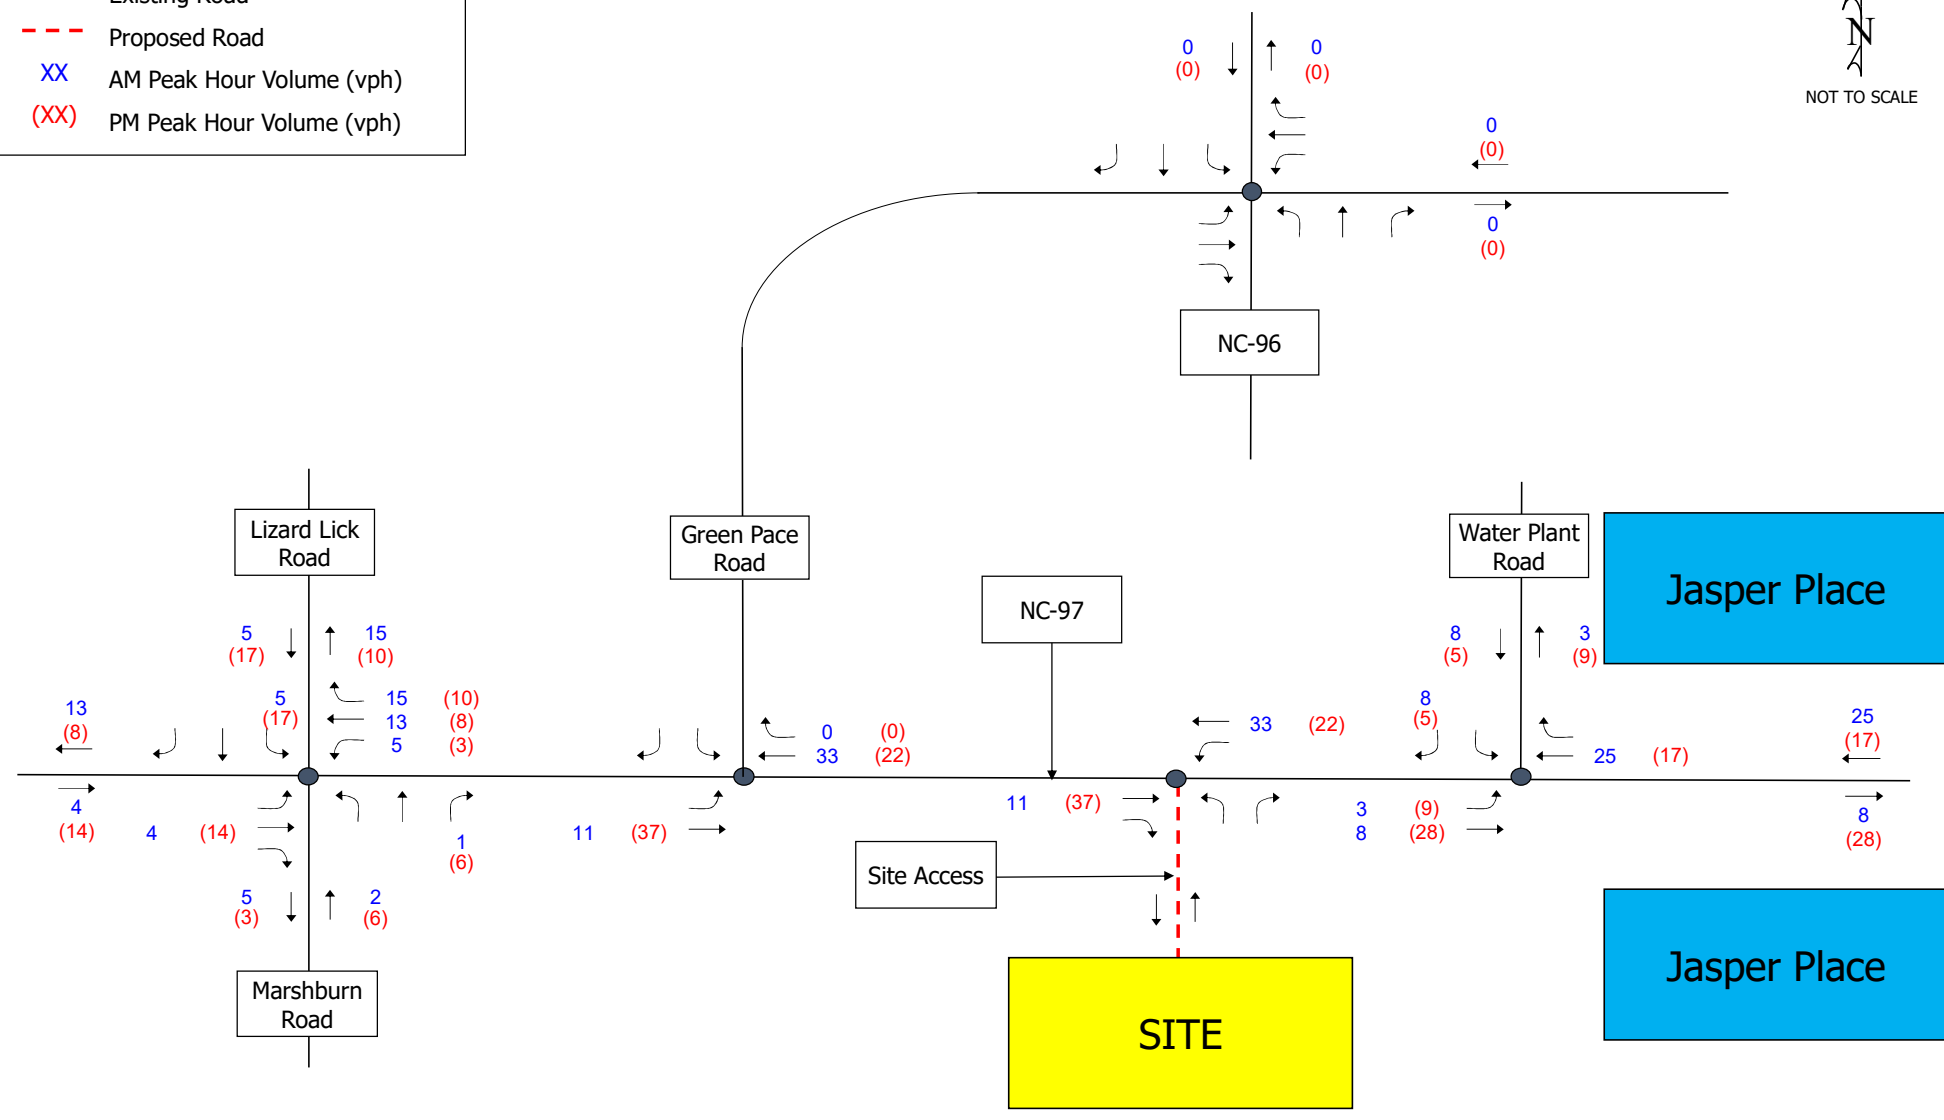 Existing Road
Proposed Road
XX
AM Peak Hour Volume (vph)
(XX)
PM Peak Hour Volume (vph)
N
NOT TO SCALE
0
(0)
0
(0)
0
(0)
0
(0)
NC-96
Lizard Lick
Road
Green Pace
Road
NC-97
Water Plant
Road
Jasper Place
5
(17)
15
(10)
8
(5)
3
(9)
13
(8)
5
(17)
15 (10)
13 (8)
5 (3)
0 (0)
33 (22)
33 (22)
8
(5)
25 (17)
25
(17)
4
(14)
4 (14)
1
(6)
11 (37)
11 (37)
3 (9)
8 (28)
8
(28)
5
(3)
2
(6)
Site Access
Marshburn
Road
SITE
Jasper Place